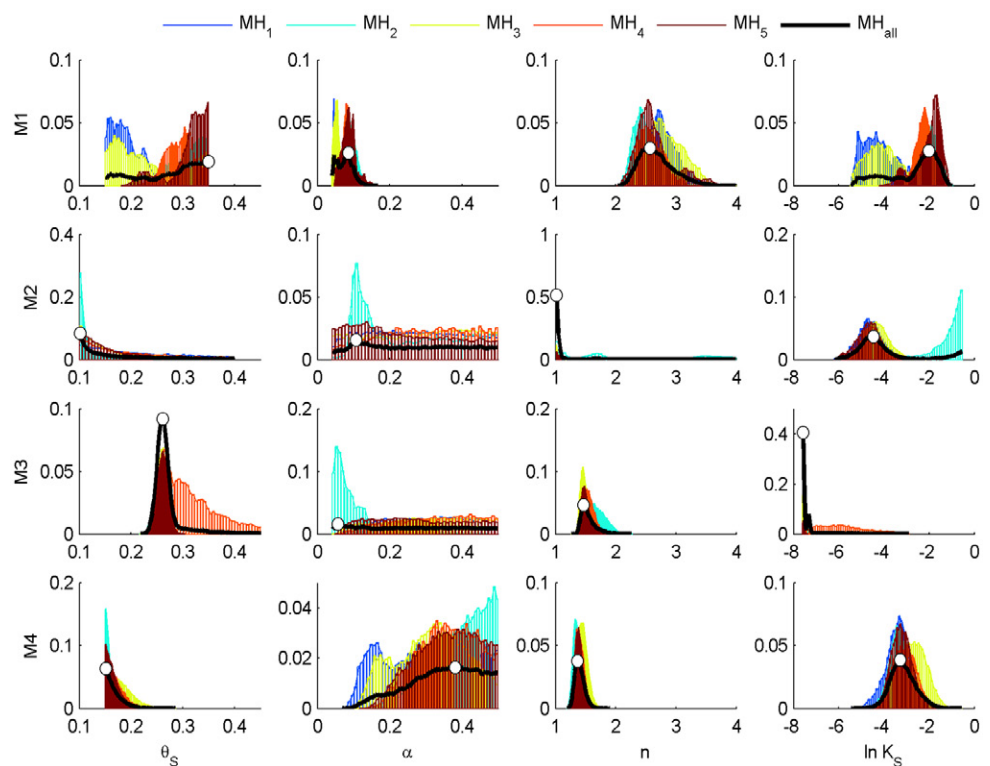 MH1 MH2 MH3 MH4 MH5 MHall
M1
0.1 0.1 0.1 0.1
0.05 0.05 0.05 0.05
0 0 0 0
0.1 0.2 0.3 0.4 0 0.2 0.4 1 2 3 4 -8 -6 -4 -2 0
M2
0.4 0.1 1 0.2
0.2 0.05 0.5 0.1
0 0 0 0
0.1 0.2 0.3 0.4 0 0.2 0.4 1 2 3 4 -8 -6 -4 -2 0
M3
0.1 0.2 0.2 0.4
0.05 0.1 0.1 0.2
0 0 0 0
0.1 0.2 0.3 0.4 0 0.2 0.4 1 2 3 4 -8 -6 -4 -2 0
M4
0.2 0.04 0.1 0.1
0.1 0.02 0.05 0.05
0 0 0 0
0.1 0.2 0.3 0.4 0 0.2 0.4 1 2 3 4 -8 -6 -4 -2 0
θS α n ln KS